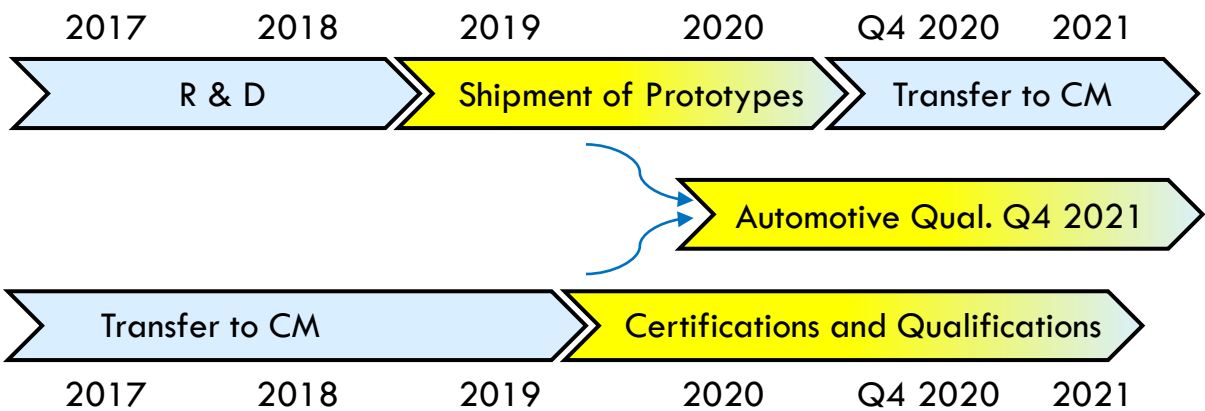 2017 2018 2019 2020 Q4 2020 2021
R & D Shipment of Prototypes Transfer to CM
Automotive Qual. Q4 2021
Transfer to CM Certifications and Qualifications
2017 2018 2019 2020 Q4 2020 2021